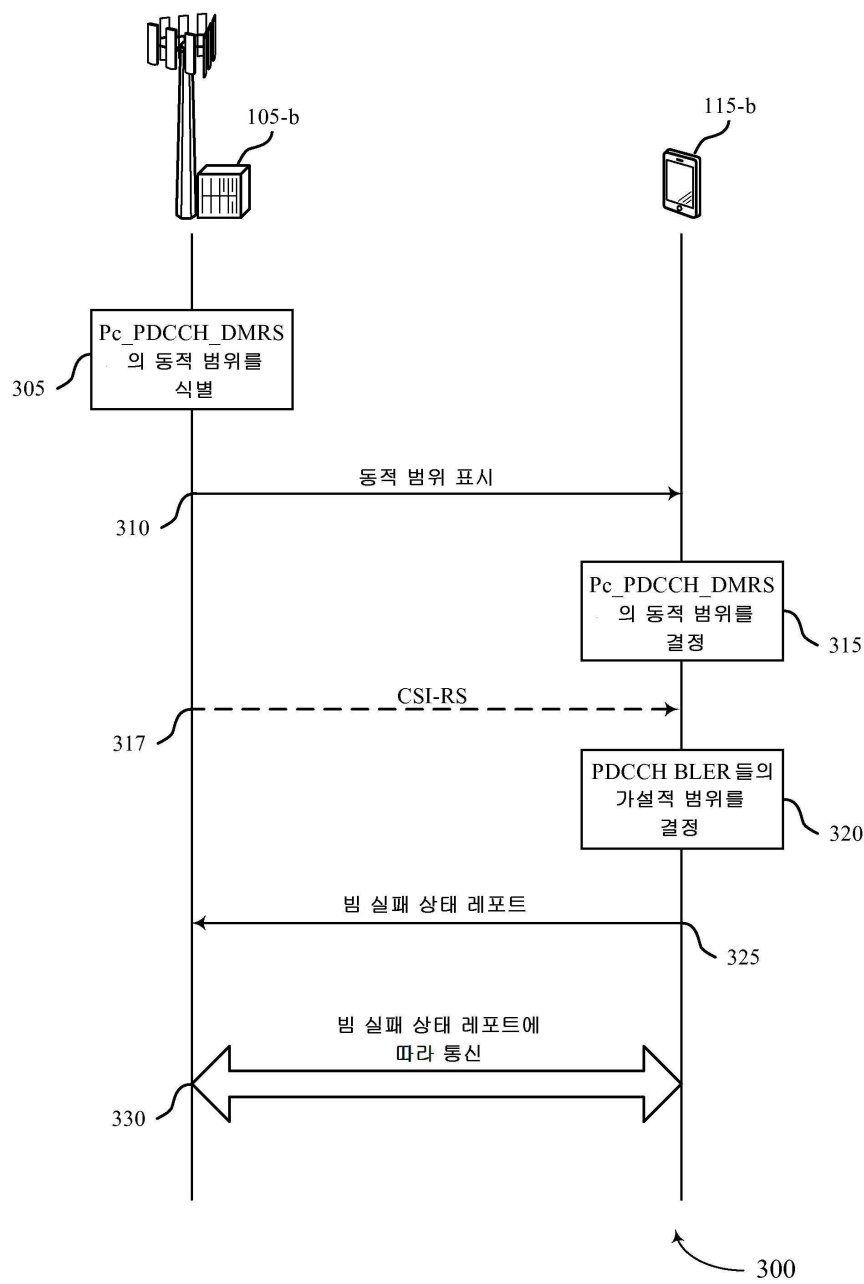 105-b
115-b
Pc_PDCCH_DMRS
의 동적 범위를
식별
305
동적 범위 표시
310
Pc_PDCCH_DMRS
의 동적 범위를
결정
315
CSI-RS
317
PDCCH BLER 들의
가설적 범위를
결정
320
빔 실패 상태 레포트
325
빔 실패 상태 레포트에
따라 통신
330
300